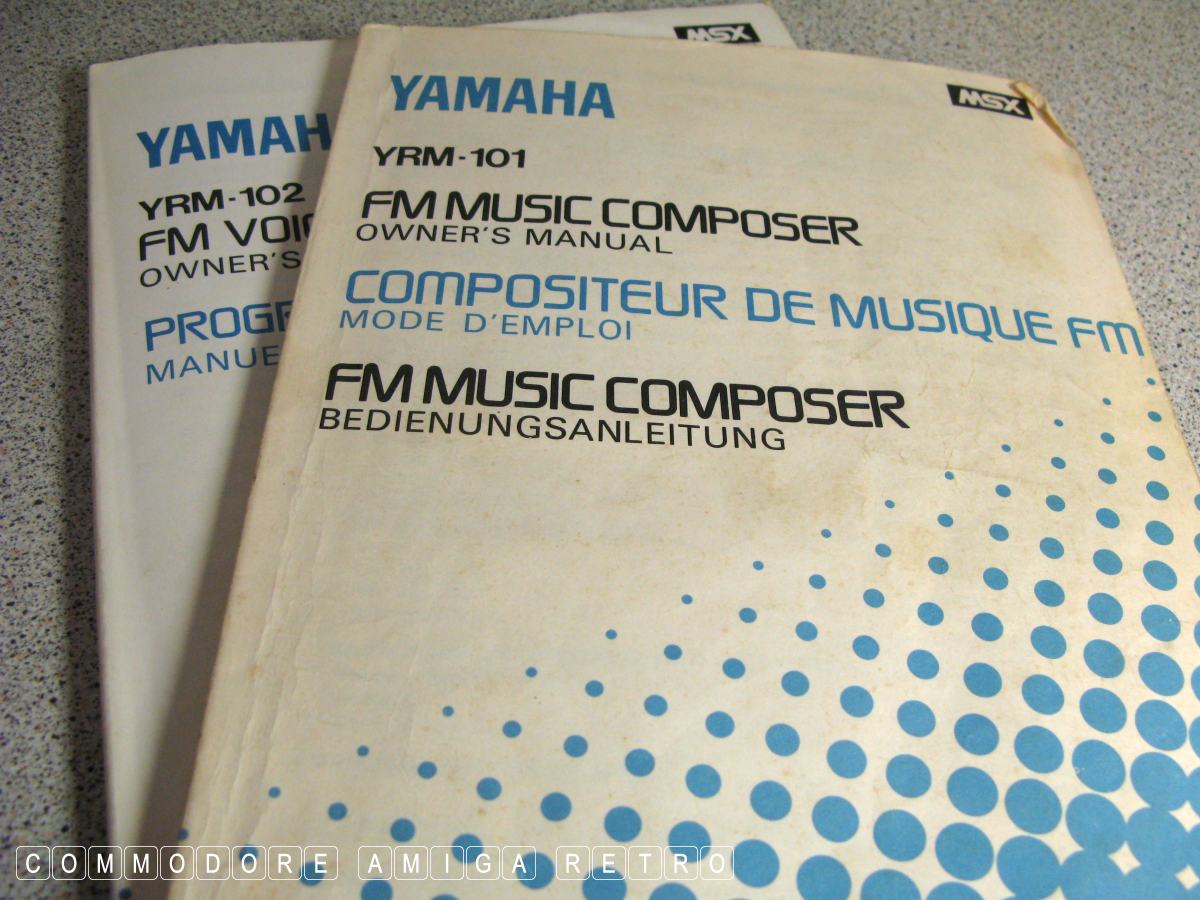 MSX
YAMAH
YRM-102
FM VOI
OWNER'S
PROGR
MANUE
MSX
YAMAHA
YRM-101
FM MUSIC COMPOSER
OWNER'S MANUAL
COMPOSITEUR DE MUSIQUE FM
MODE D'EMPLOI
FM MUSIC COMPOSER
BEDIENUNGSANLEITUNG
COMMODORE AMIGA RETRO